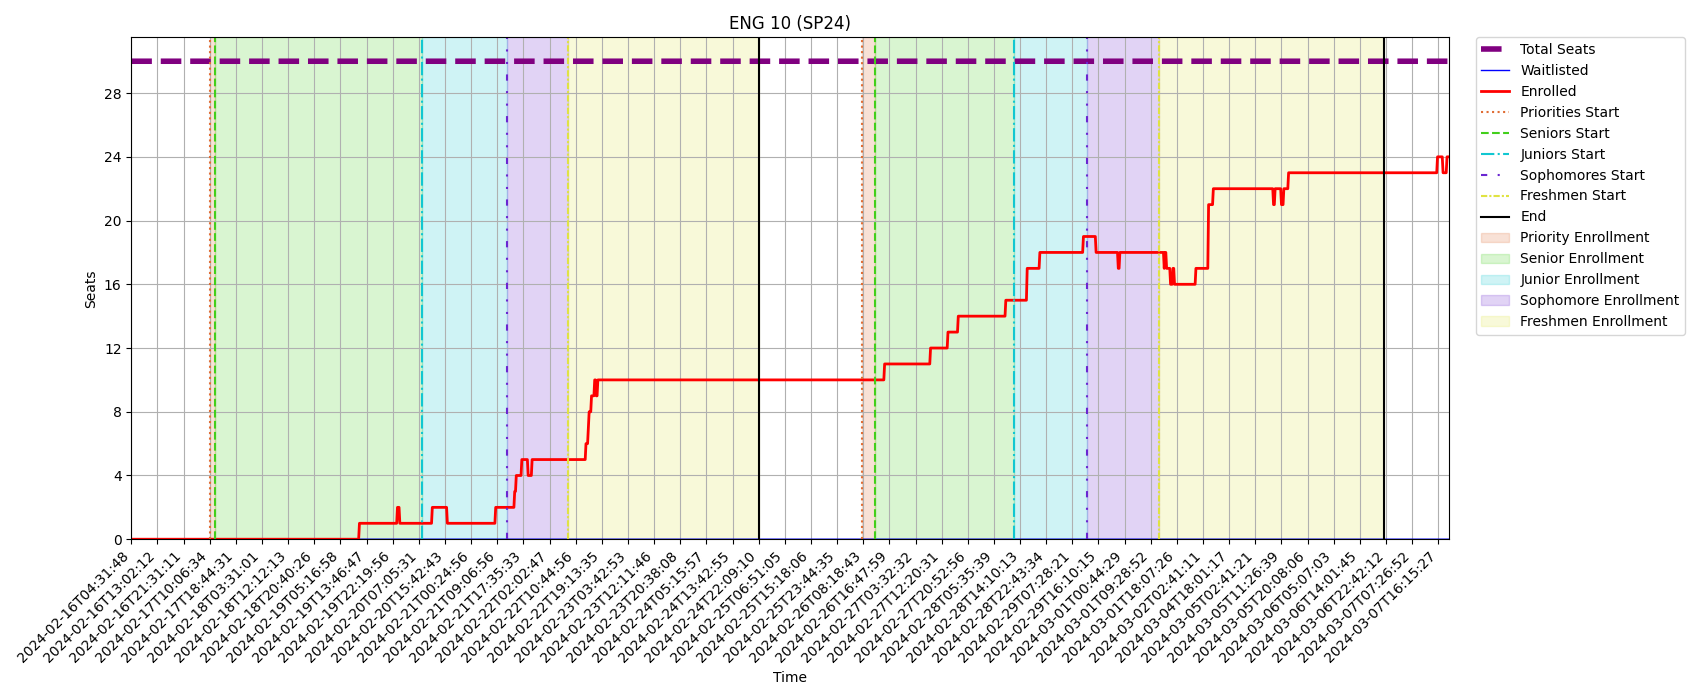 ENG 10 (SP24)
Total Seats
Waitlisted
Enrolled
Priorities Start
Seniors Start
Juniors Start
Sophomores Start
Freshmen Start
End
Priority Enrollment
Senior Enrollment
Junior Enrollment
Sophomore Enrollment
Freshmen Enrollment
Seats
28
24
20
16
12
8
4
0
2024-02-16T04:31:48
2024-02-16T13:02:12
2024-02-16T21:31:11
2024-02-17T10:06:34
2024-02-17T18:44:31
2024-02-18T03:31:01
2024-02-18T12:12:13
2024-02-18T20:40:26
2024-02-19T05:16:58
2024-02-19T13:46:47
2024-02-19T22:19:56
2024-02-20T07:05:31
2024-02-20T15:42:43
2024-02-21T00:24:56
2024-02-21T09:06:56
2024-02-21T17:35:33
2024-02-22T02:02:47
2024-02-22T10:44:56
2024-02-22T19:13:35
2024-02-23T03:42:53
2024-02-23T12:11:46
2024-02-23T20:38:08
2024-02-24T05:15:57
2024-02-24T13:42:55
2024-02-24T22:09:10
2024-02-25T06:51:05
2024-02-25T15:18:06
2024-02-25T23:44:35
2024-02-26T08:18:43
2024-02-26T16:47:59
2024-02-27T03:32:32
2024-02-27T12:20:31
2024-02-27T20:52:56
2024-02-28T05:35:39
2024-02-28T14:10:13
2024-02-28T22:43:34
2024-02-29T07:28:21
2024-02-29T16:10:15
2024-03-01T00:44:29
2024-03-01T09:28:52
2024-03-01T18:07:26
2024-03-02T02:41:11
2024-03-04T18:01:17
2024-03-05T02:41:21
2024-03-05T11:26:39
2024-03-05T20:08:06
2024-03-06T05:07:03
2024-03-06T14:01:45
2024-03-06T22:42:12
2024-03-07T07:26:52
2024-03-07T16:15:27
Time